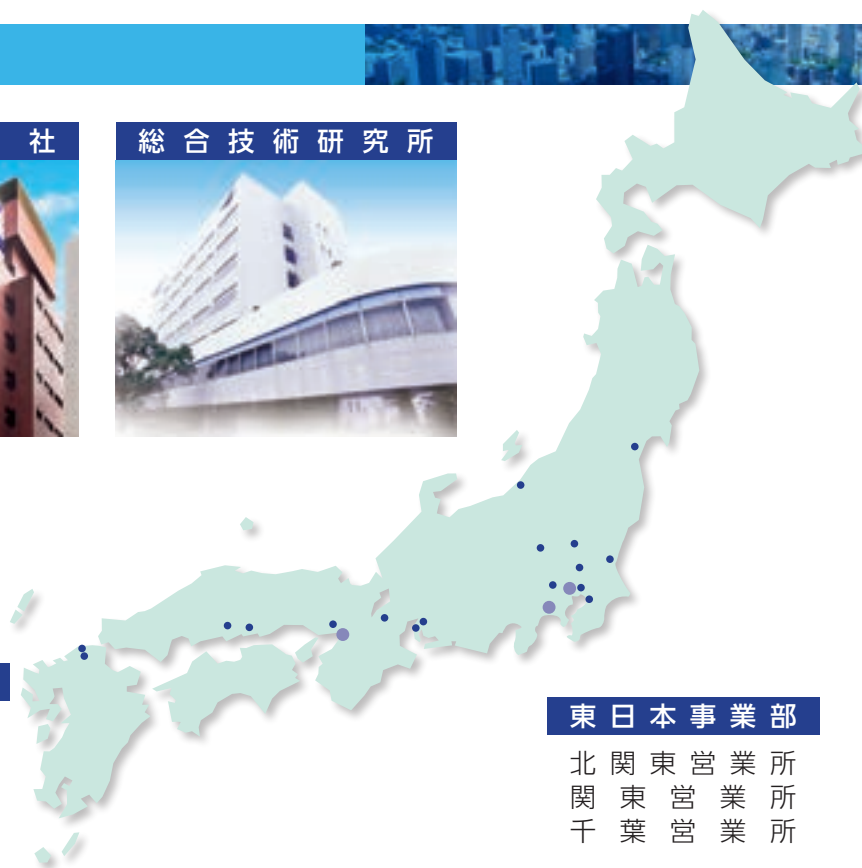 社
総合技術研究所
東日本事業部
北関東営業所
関東営業所
千葉営業所